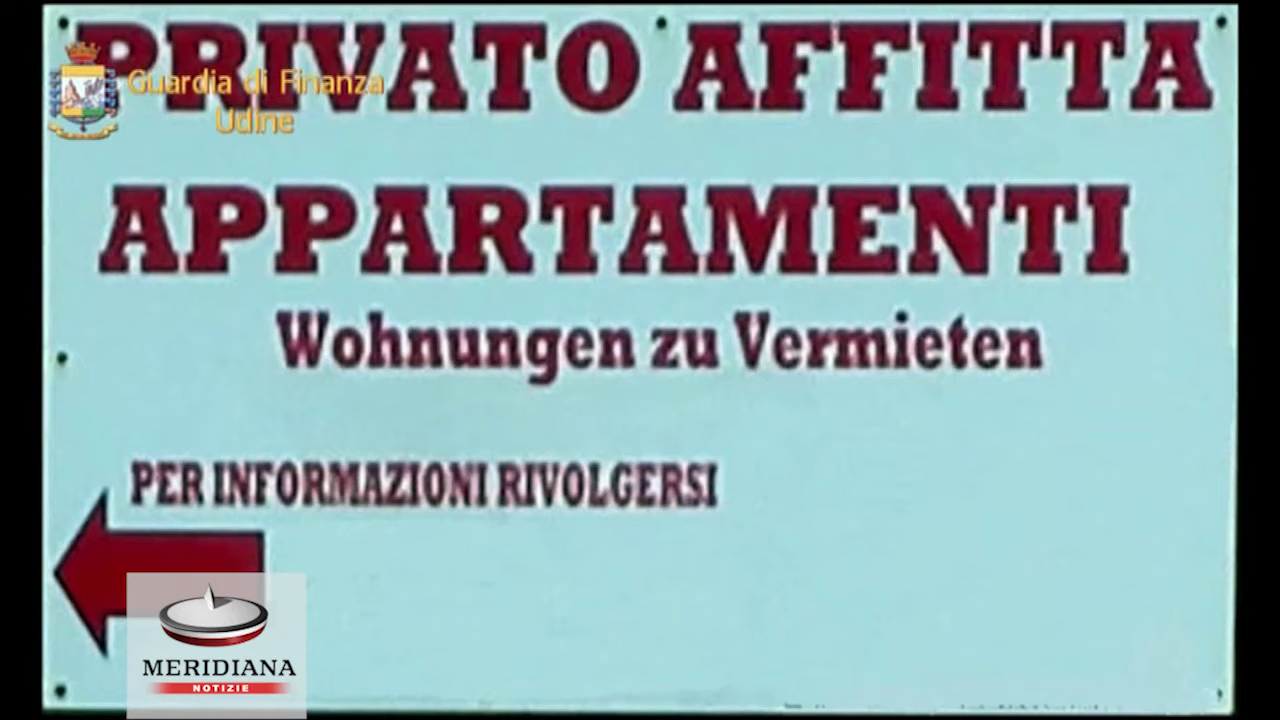 PRIVATO AFFITTA
Guardia di Finanza
Udine
APPARTAMENTI
Wohnungen zu Vermieten
PER INFORMAZIONI RIVOLGERSI
MERIDIANA
NOTIZIE